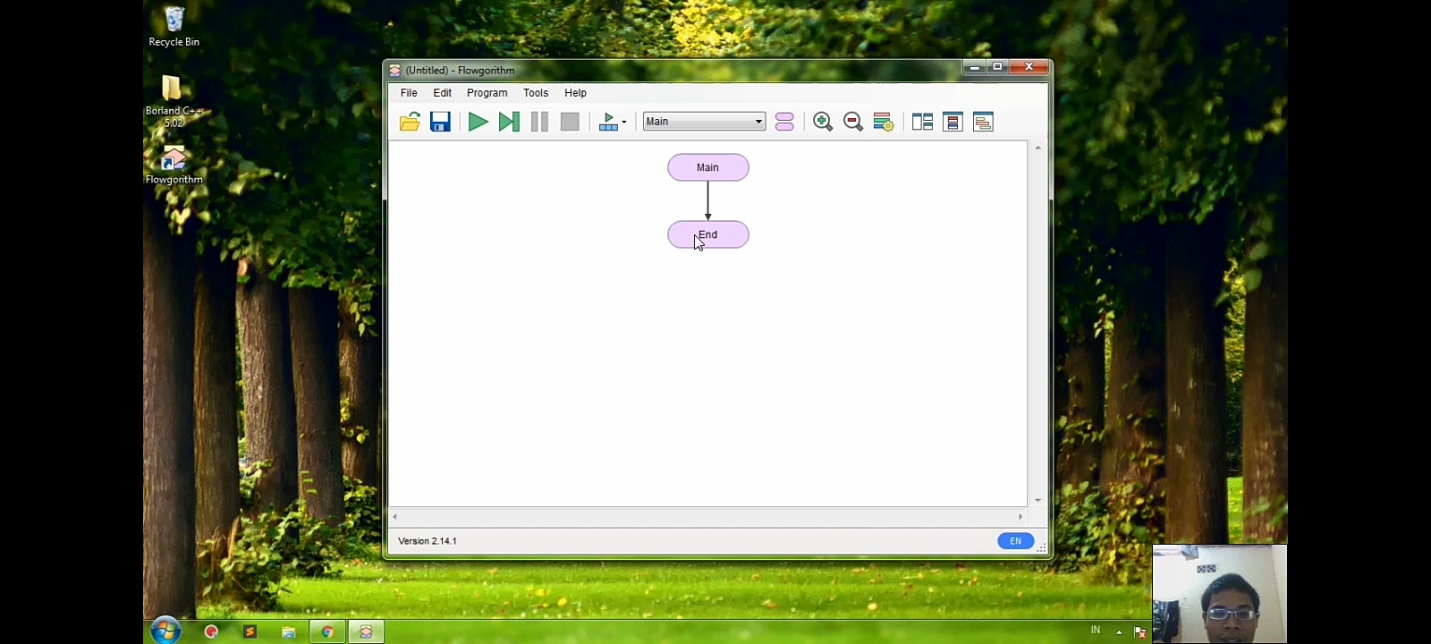 Recycle Bin
Borland C++
5.02
Flowgorithm
(Untitled) - Flowgorithm
File Edit Program Tools Help
Main
Main
End
Version 2.14.1
EN
IN